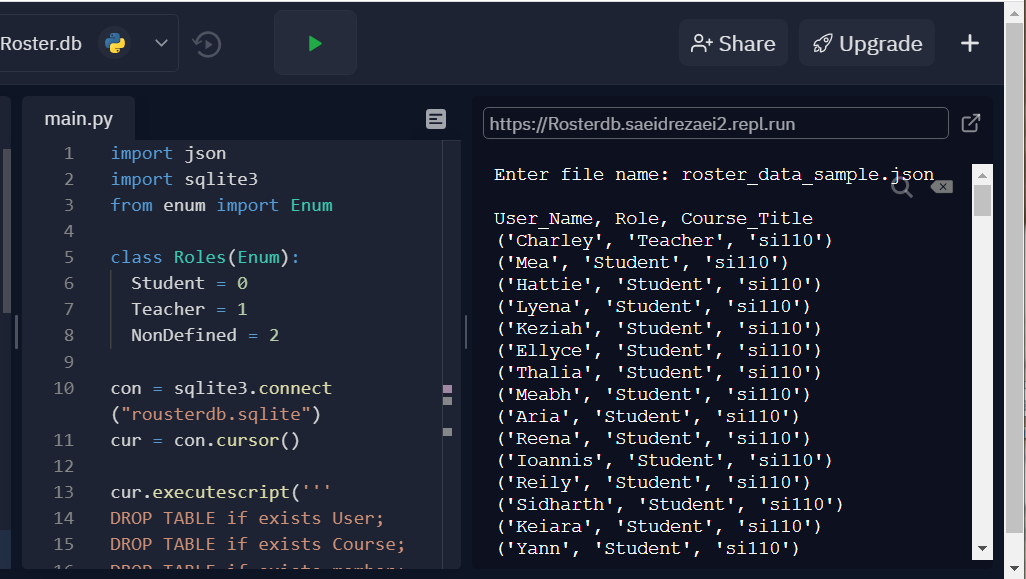 Roster.db
Share
Upgrade
main.py
1 import json
2 import sqlite3
3 from enum import Enum
4
5 class Roles(Enum):
6 Student = 0
7 Teacher = 1
8 NonDefined = 2
9
10 con = sqlite3.connect
("rousterdb.sqlite")
11 cur = con.cursor()
12
13 cur.executescript('''
14 DROP TABLE if exists User;
15 DROP TABLE if exists Course;
16 DROP TABLE if exists member;
https://Rosterdb.saeidrezaei2.repl.run
Enter file name: roster_data_sample.json
User_Name, Role, Course_Title
('Charley', 'Teacher', 'si110')
('Mea', 'Student', 'si110')
('Hattie', 'Student', 'si110')
('Lyena', 'Student', 'si110')
('Keziah', 'Student', 'si110')
('Ellyce', 'Student', 'si110')
('Thalia', 'Student', 'si110')
('Meabh', 'Student', 'si110')
('Aria', 'Student', 'si110')
('Reena', 'Student', 'si110')
('Ioannis', 'Student', 'si110')
('Reily', 'Student', 'si110')
('Sidharth', 'Student', 'si110')
('Keiara', 'Student', 'si110')
('Yann', 'Student', 'si110')